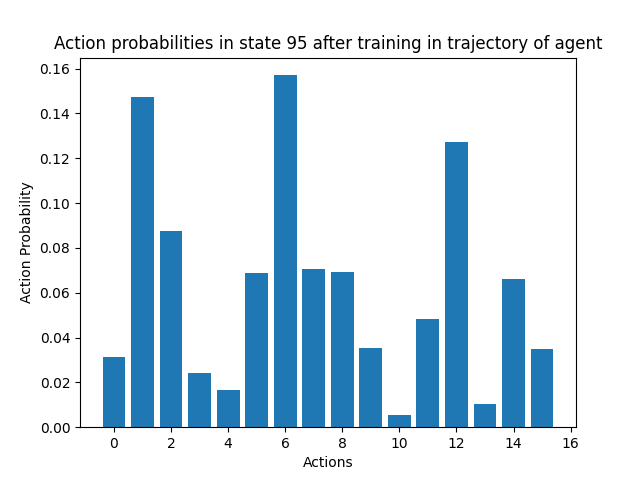 Action probabilities in state 95 after training in trajectory of agent
0.16
0.14
0.12
0.10
0.08
0.06
0.04
0.02
0.00
Action Probability
0 2 4 6 8 10 12 14 16
Actions